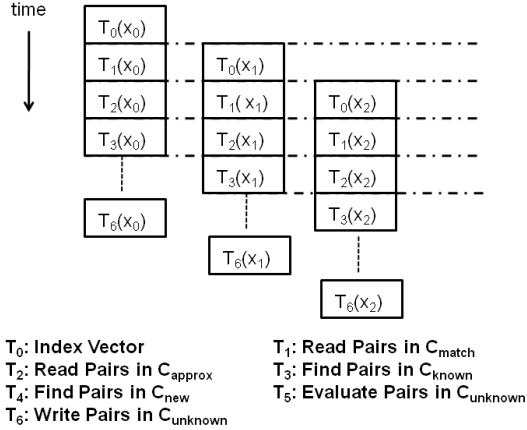 time
T₀(x₀)
T₁(x₀) T₀(x₁)
T₂(x₀) T₁( x₁) T₀(x₂)
T₃(x₀) T₂(x₁) T₁(x₂)
T₃(x₁) T₂(x₂)
T₆(x₀) T₃(x₂)
T₆(x₁)
T₆(x₂)
T₀: Index Vector T₁: Read Pairs in Cmatch
T₂: Read Pairs in Capprox T₃: Find Pairs in Cknown
T₄: Find Pairs in Cnew T₅: Evaluate Pairs in Cunknown
T₆: Write Pairs in Cunknown